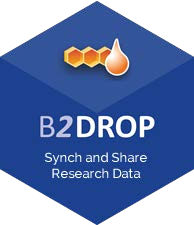 B2DROP
Synch and Share
Research Data